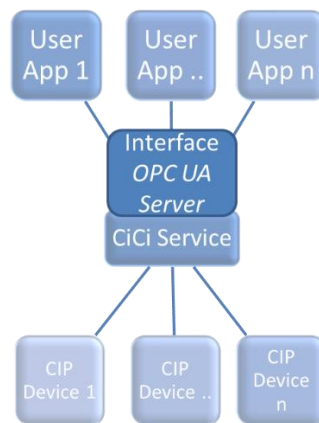 User
App 1
User
App ..
User
App n
Interface
OPC UA
Server
CiCi Service
CIP
Device 1
CIP
Device ..
CIP
Device
n